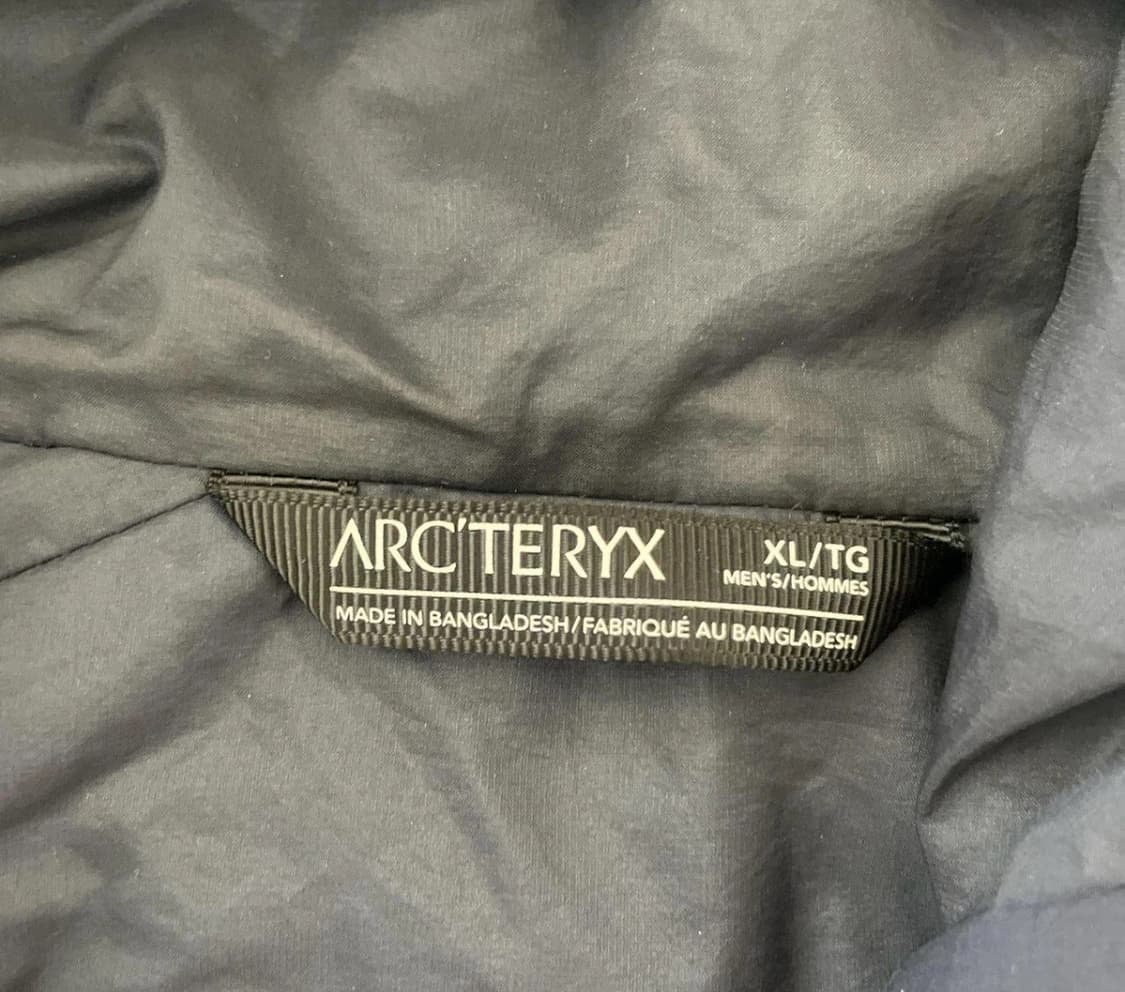 ARC'TERYX
XL/TG
MEN'S/HOMMES
MADE IN BANGLADESH/FABRIQUÉ AU BANGLADESH